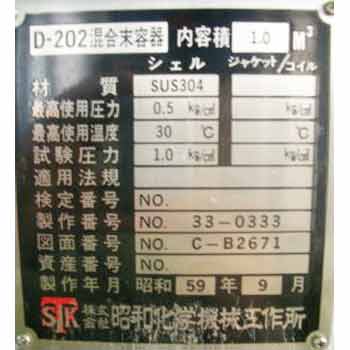 D-202混合末容器 内容積 1.0 M³
シェル ジャケット/コイル
材質 SUS304
最高使用圧力 0.5 kg/c㎡ kg/c㎡
最高使用温度 30 ℃ ℃
試験圧力 1.0 kg/c㎡ kg/c㎡
適用法規
検定番号 NO.
製作番号 NO. 33-0333
図面番号 NO. C-B2671
資産番号 NO.
製作年月 昭和 59 年 9 月
STK 株式会社 昭和化学機械工作所